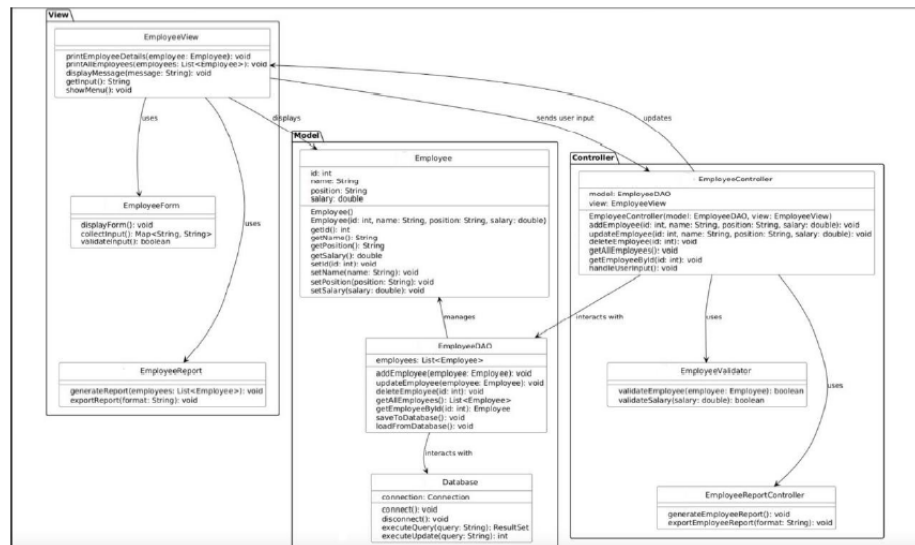 View
EmployeeView
printEmployeeDetails(employee: Employee): void
printAllEmployees(employees: List<Employee>): void
displayMessage(message: String): void
getInput(): String
showMenu(): void
uses
displays
sends user input
updates
Model
Employee
id: int
name: String
position: String
salary: double
Employee()
Employee(id: int, name: String, position: String, salary: double)
getId(): int
getName(): String
getPosition(): String
getSalary(): double
setId(id: int): void
setName(name: String): void
setPosition(position: String): void
setSalary(salary: double): void
Controller
EmployeeController
model: EmployeeDAO
view: EmployeeView
EmployeeController(model: EmployeeDAO, view: EmployeeView)
addEmployee(id: int, name: String, position: String, salary: double): void
updateEmployee(id: int, name: String, position: String, salary: double): void
deleteEmployee(id: int): void
getAllEmployees(): void
getEmployeeById(id: int): void
handleUserInput(): void
EmployeeForm
displayForm(): void
collectInput(): Map<String, String>
validateInput(): boolean
uses
manages
interacts with
uses
EmployeeDAO
employees: List<Employee>
addEmployee(employee: Employee): void
updateEmployee(employee: Employee): void
deleteEmployee(id: int): void
getAllEmployees(): List<Employee>
getEmployeeById(id: int): Employee
saveToDatabase(): void
loadFromDatabase(): void
EmployeeReport
generateReport(employees: List<Employee>): void
exportReport(format: String): void
EmployeeValidator
validateEmployee(employee: Employee): boolean
validateSalary(salary: double): boolean
uses
interacts with
Database
connection: Connection
connect(): void
disconnect(): void
executeQuery(query: String): ResultSet
executeUpdate(query: String): int
EmployeeReportController
generateEmployeeReport(): void
exportEmployeeReport(format: String): void